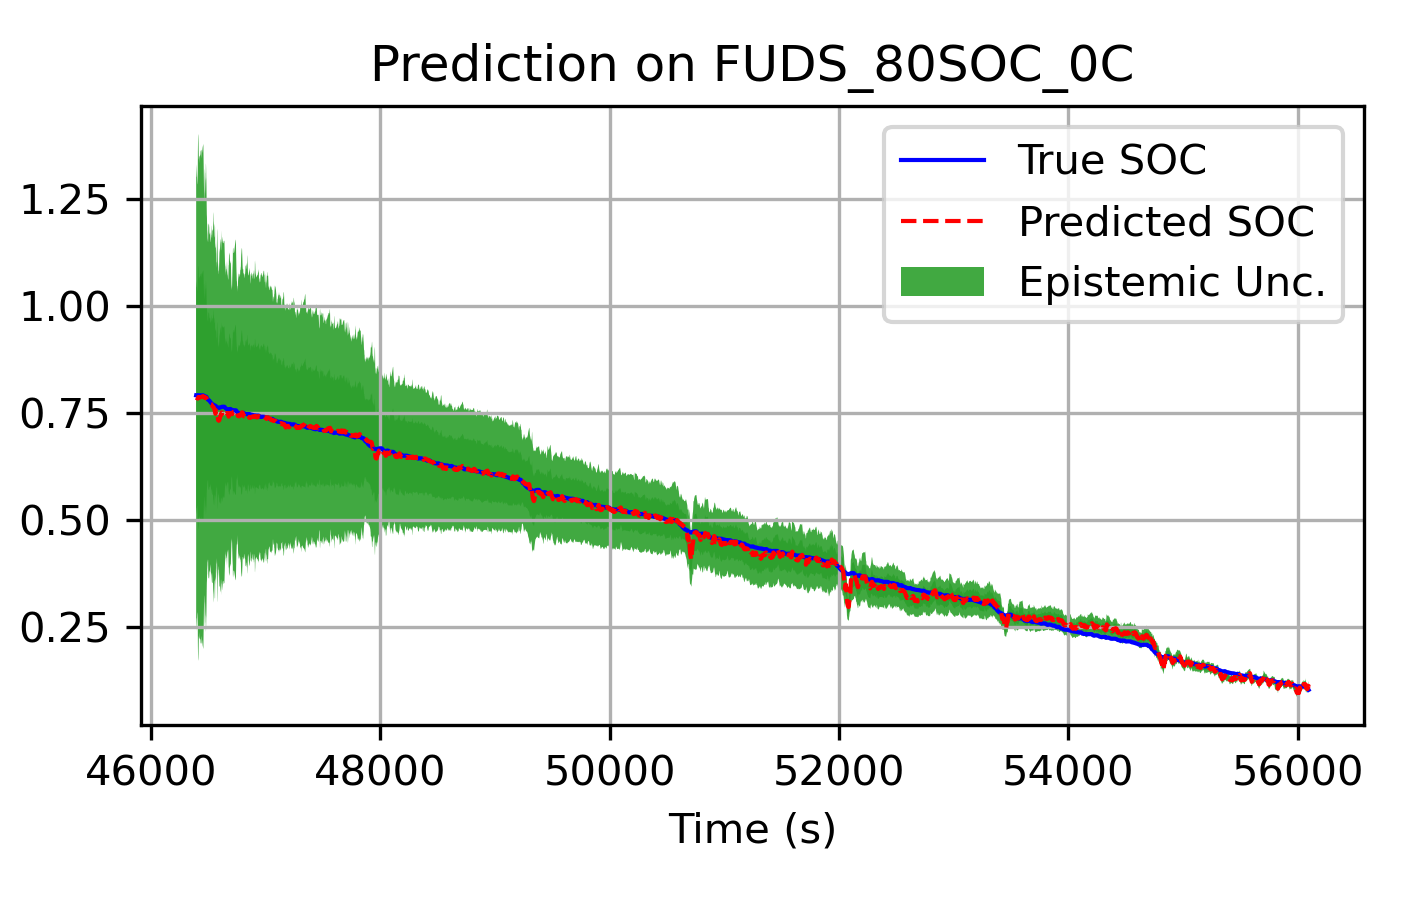 Prediction on FUDS_80SOC_0C
True SOC
Predicted SOC
Epistemic Unc.
1.25
1.00
0.75
0.50
0.25
46000 48000 50000 52000 54000 56000
Time (s)